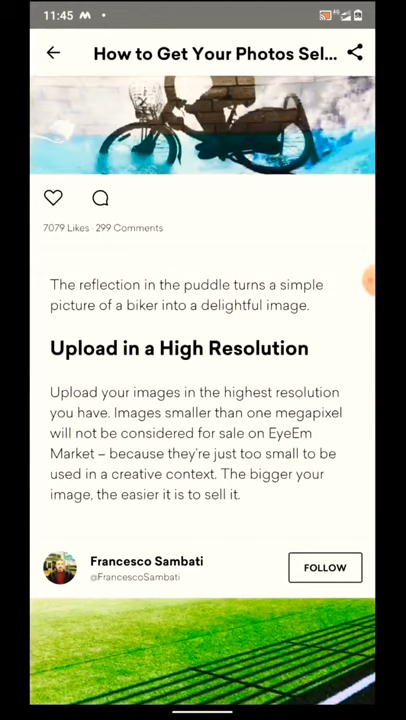 11:45
How to Get Your Photos Sel...
7079 Likes · 299 Comments
The reflection in the puddle turns a simple
picture of a biker into a delightful image.
Upload in a High Resolution
Upload your images in the highest resolution
you have. Images smaller than one megapixel
will not be considered for sale on EyeEm
Market – because they're just too small to be
used in a creative context. The bigger your
image, the easier it is to sell it.
Francesco Sambati
@FrancescoSambati
FOLLOW